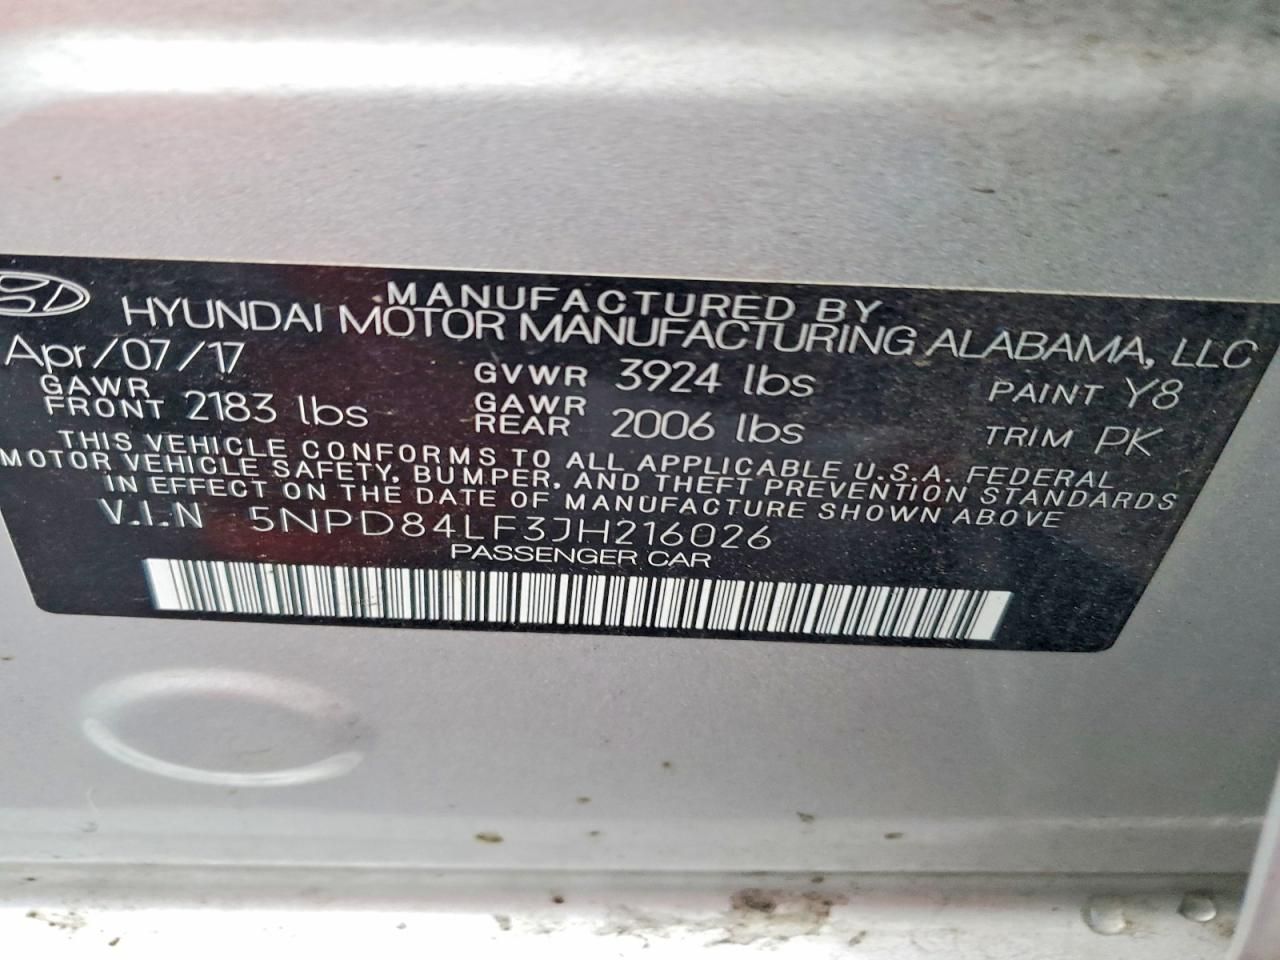 MANUFACTURED BY
HYUNDAI MOTOR MANUFACTURING ALABAMA, LLC
Apr/07/17
GAWR FRONT 2183 lbs
GVWR 3924 lbs
GAWR REAR 2006 lbs
PAINT Y8
TRIM PK
THIS VEHICLE CONFORMS TO ALL APPLICABLE U.S.A. FEDERAL
MOTOR VEHICLE SAFETY, BUMPER, AND THEFT PREVENTION STANDARDS
IN EFFECT ON THE DATE OF MANUFACTURE SHOWN ABOVE
V.I.N 5NPD84LF3JH216026
PASSENGER CAR